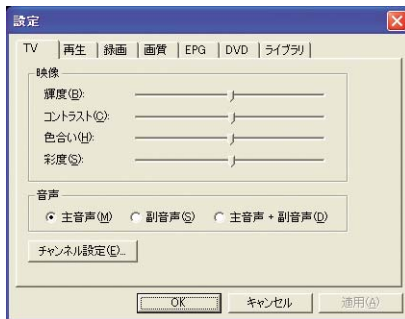 設定
TV 再生 録画 画質 EPG DVD ライブラリ
映像
輝度(B):
コントラスト(C):
色合い(H):
彩度(S):
音声
主音声(M) 副音声(S) 主音声 + 副音声(D)
チャンネル設定(E)...
OK キャンセル 適用(A)